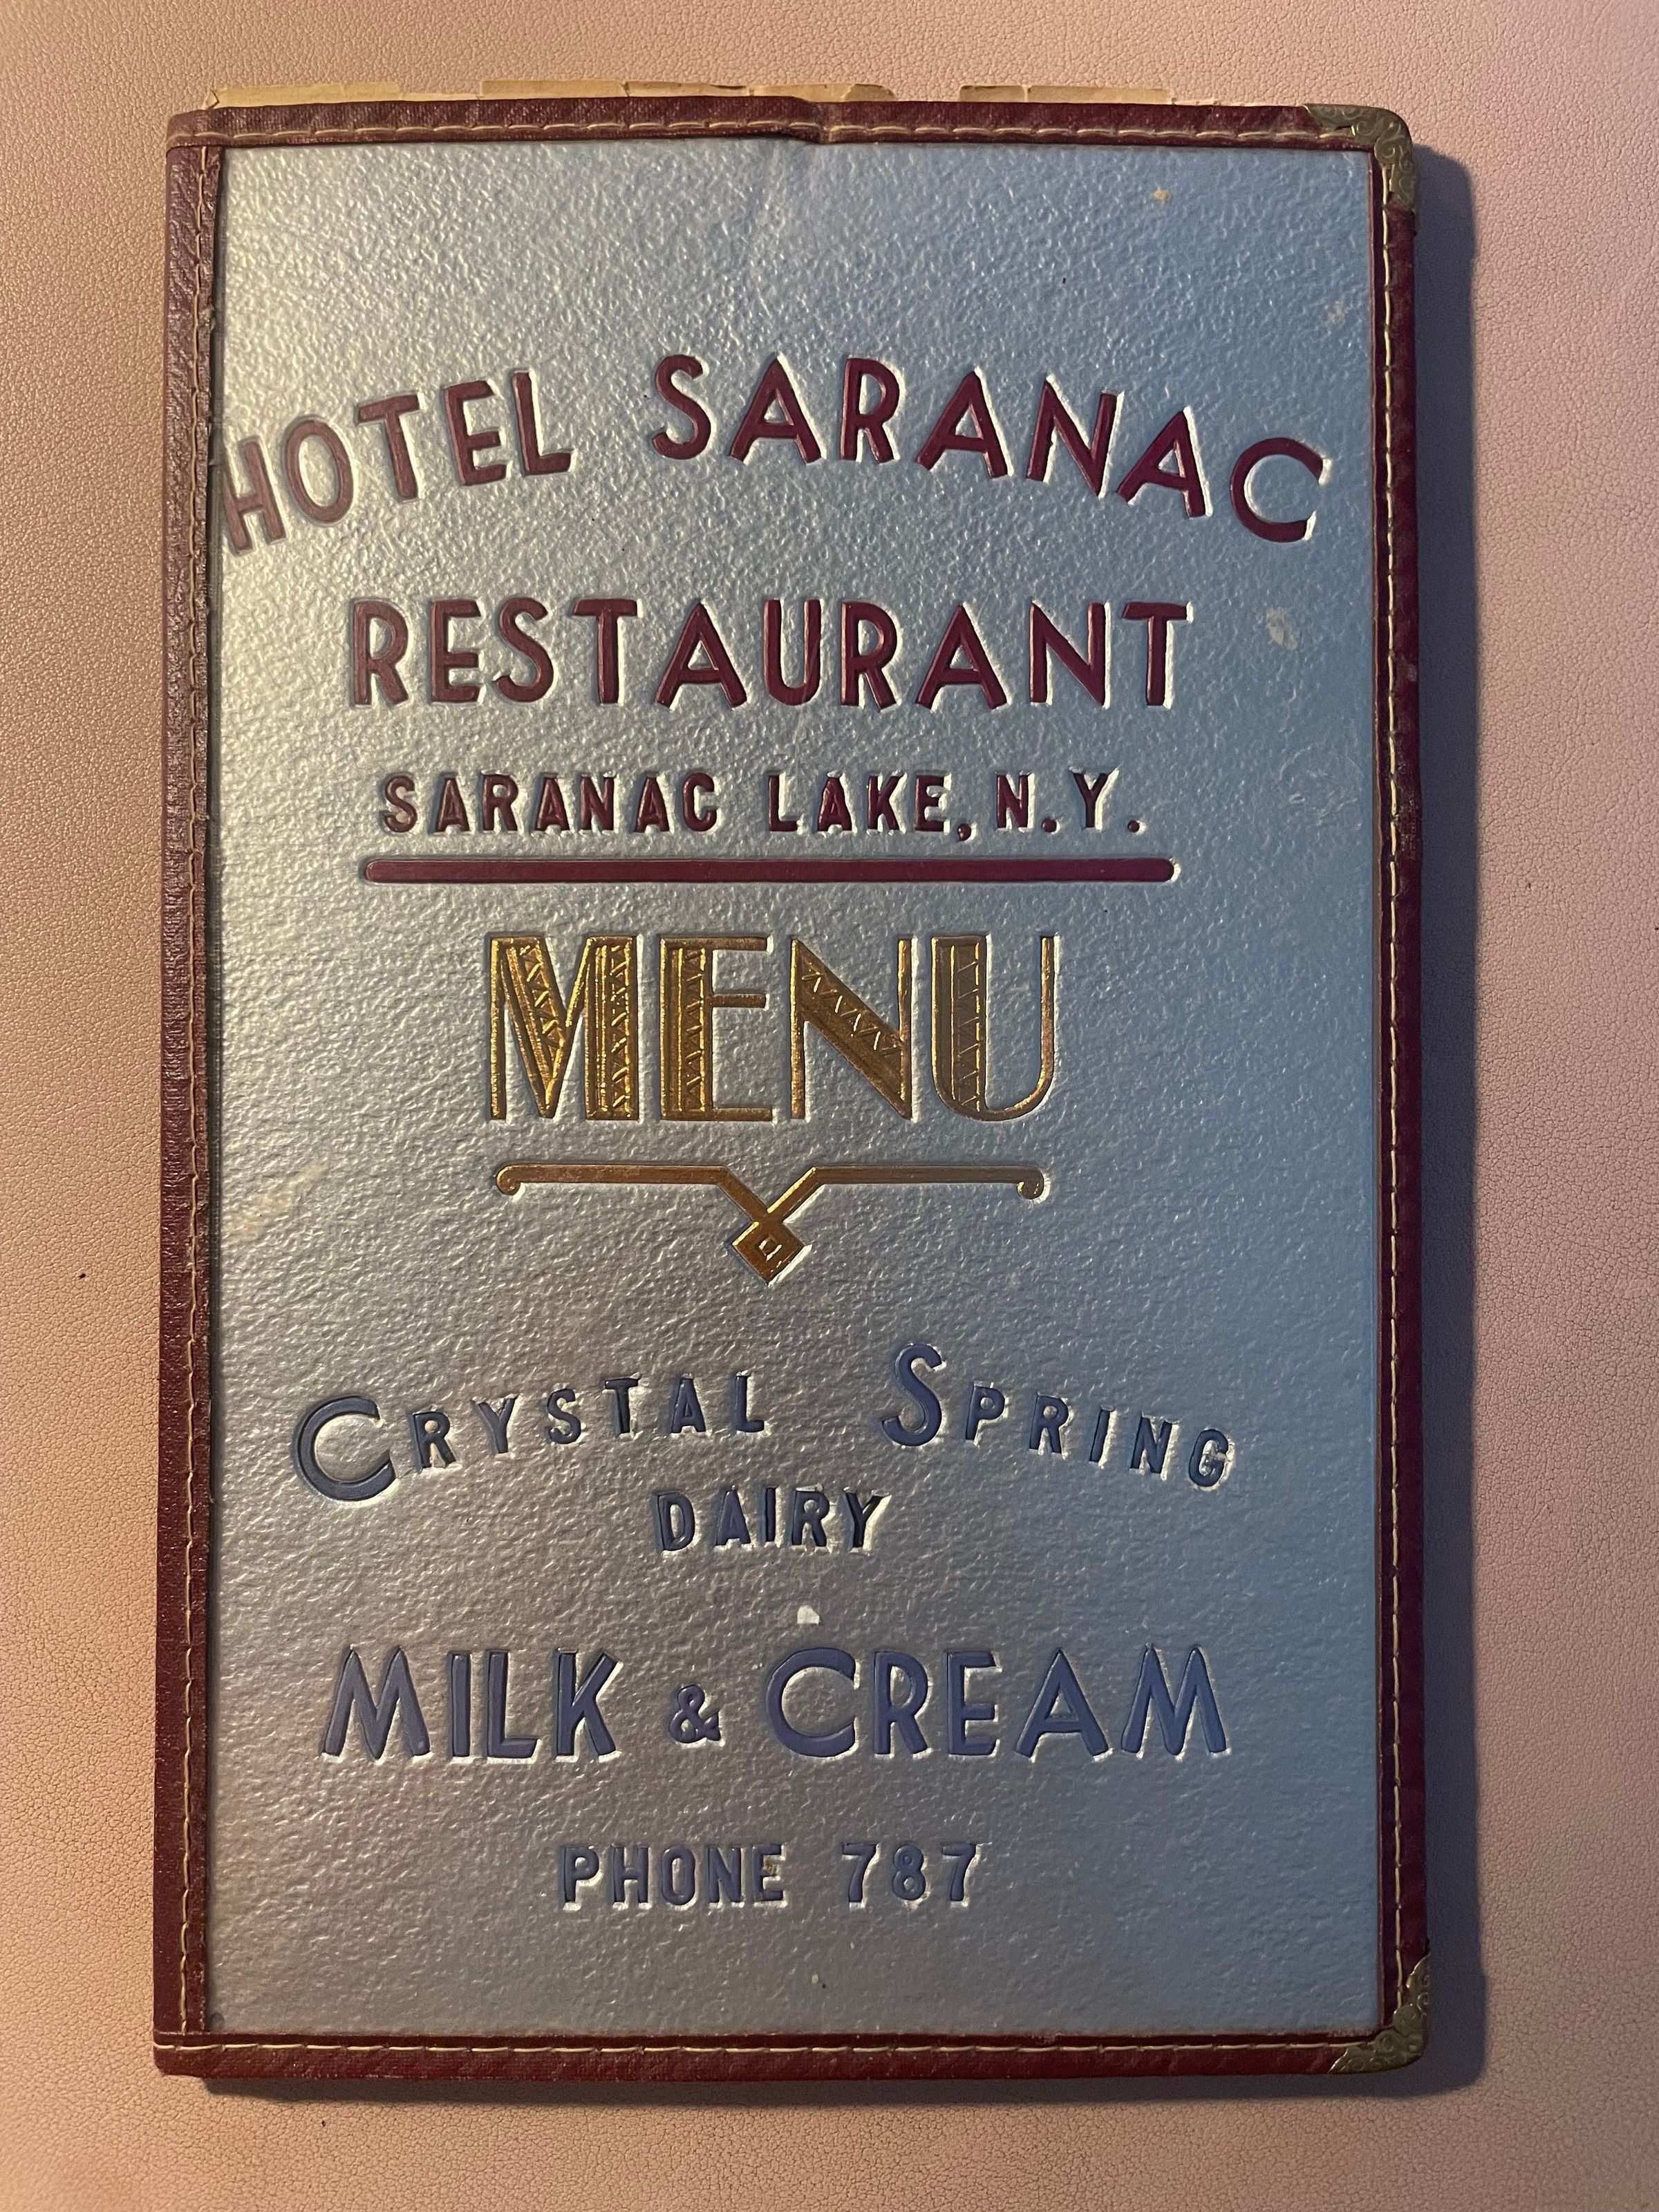 HOTEL SARANAC
RESTAURANT
SARANAC LAKE, N.Y.
MENU
CRYSTAL SPRING
DAIRY
MILK & CREAM
PHONE 787